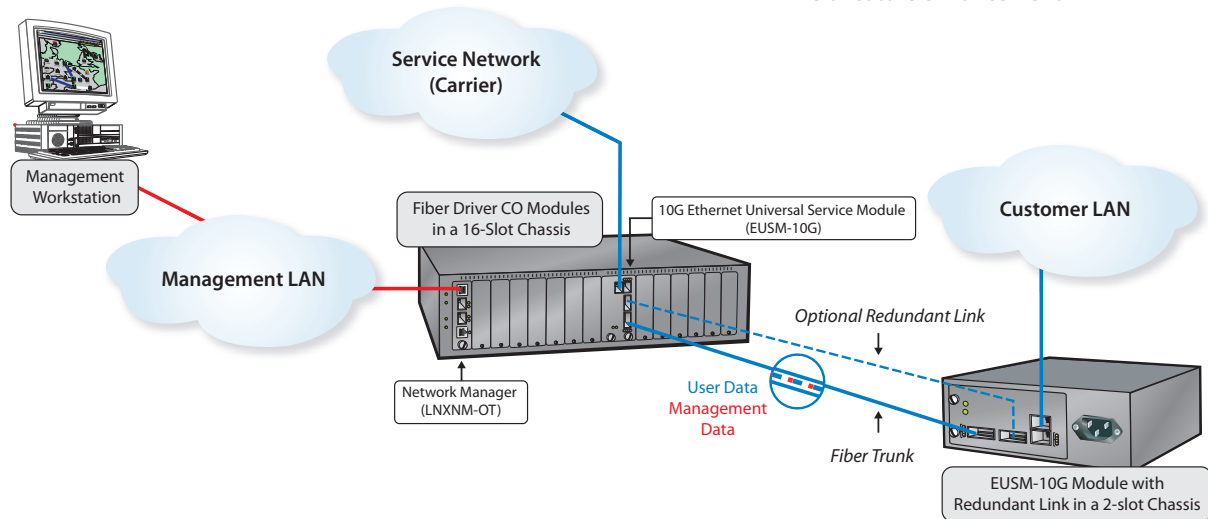 Service Network
(Carrier)
Management
Workstation
Management LAN
Fiber Driver CO Modules
in a 16-Slot Chassis
10G Ethernet Universal Service Module
(EUSM-10G)
Customer LAN
Network Manager
(LNXNM-OT)
Optional Redundant Link
User Data
Management
Data
Fiber Trunk
EUSM-10G Module with
Redundant Link in a 2-slot Chassis